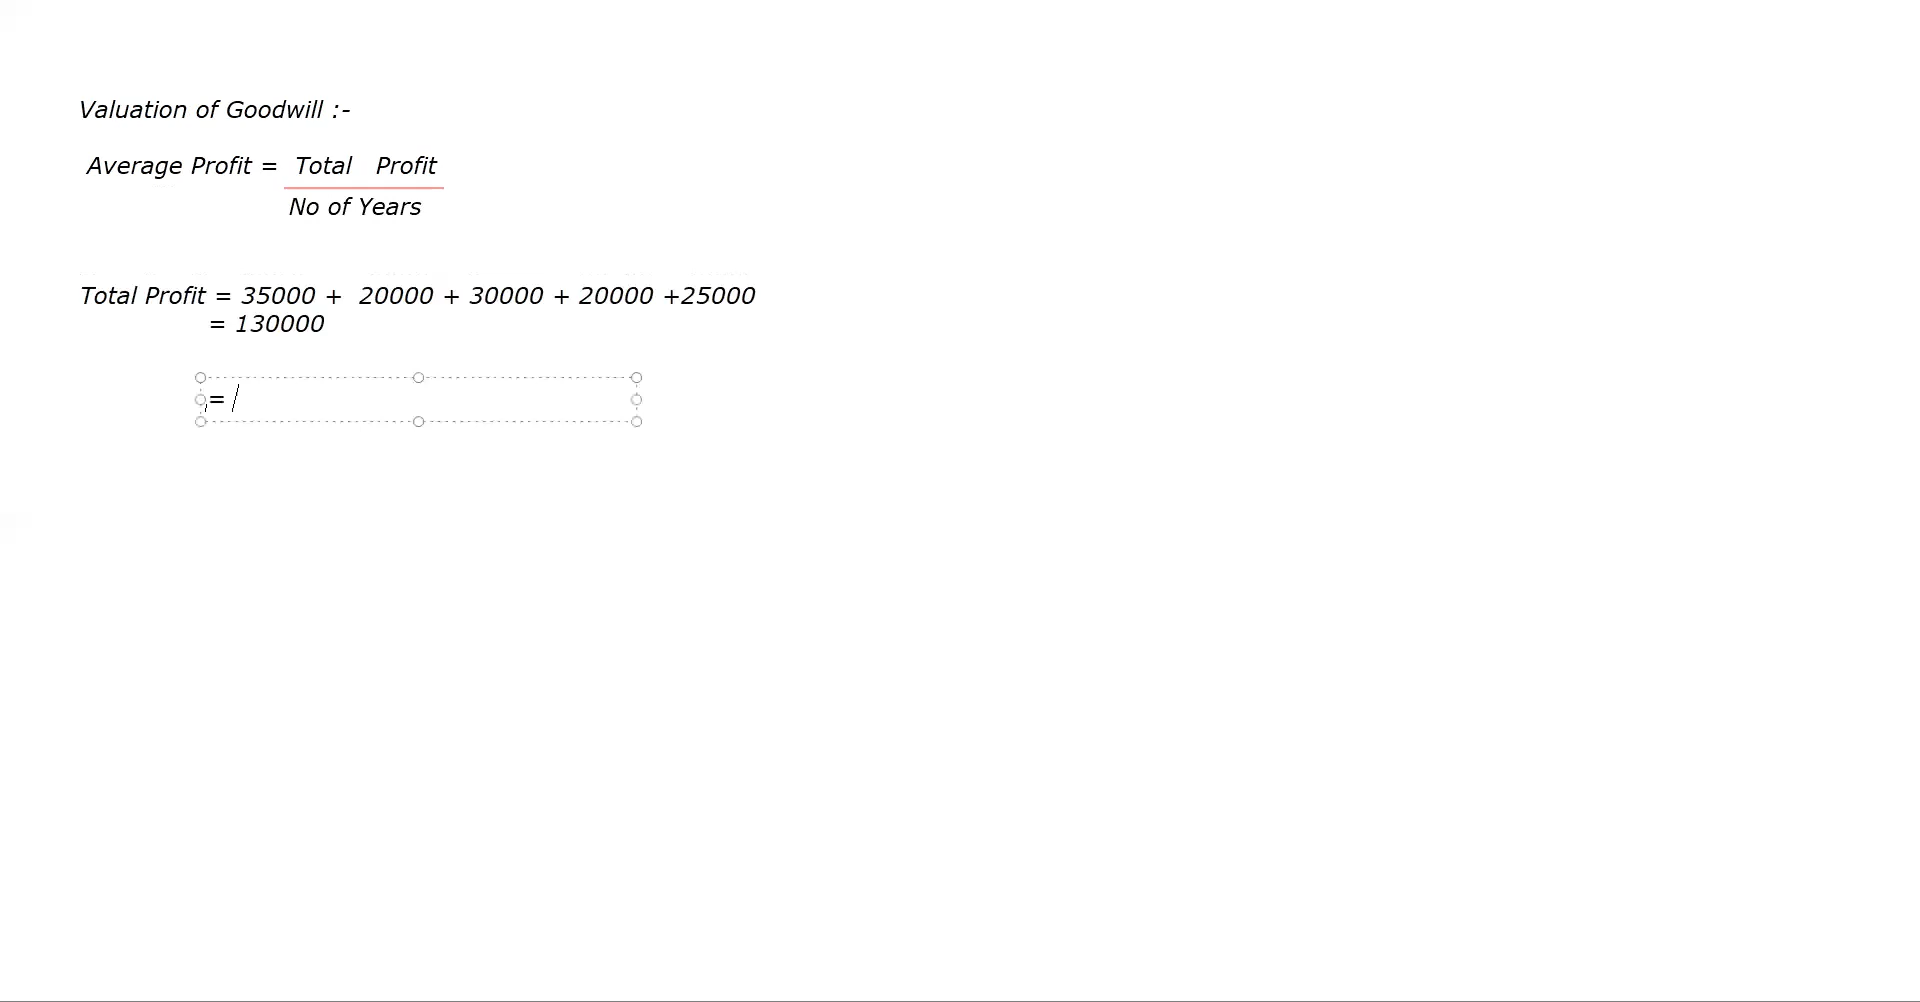 Valuation of Goodwill :-
Average Profit = Total Profit
No of Years
Total Profit = 35000 + 20000 + 30000 + 20000 +25000
= 130000
=